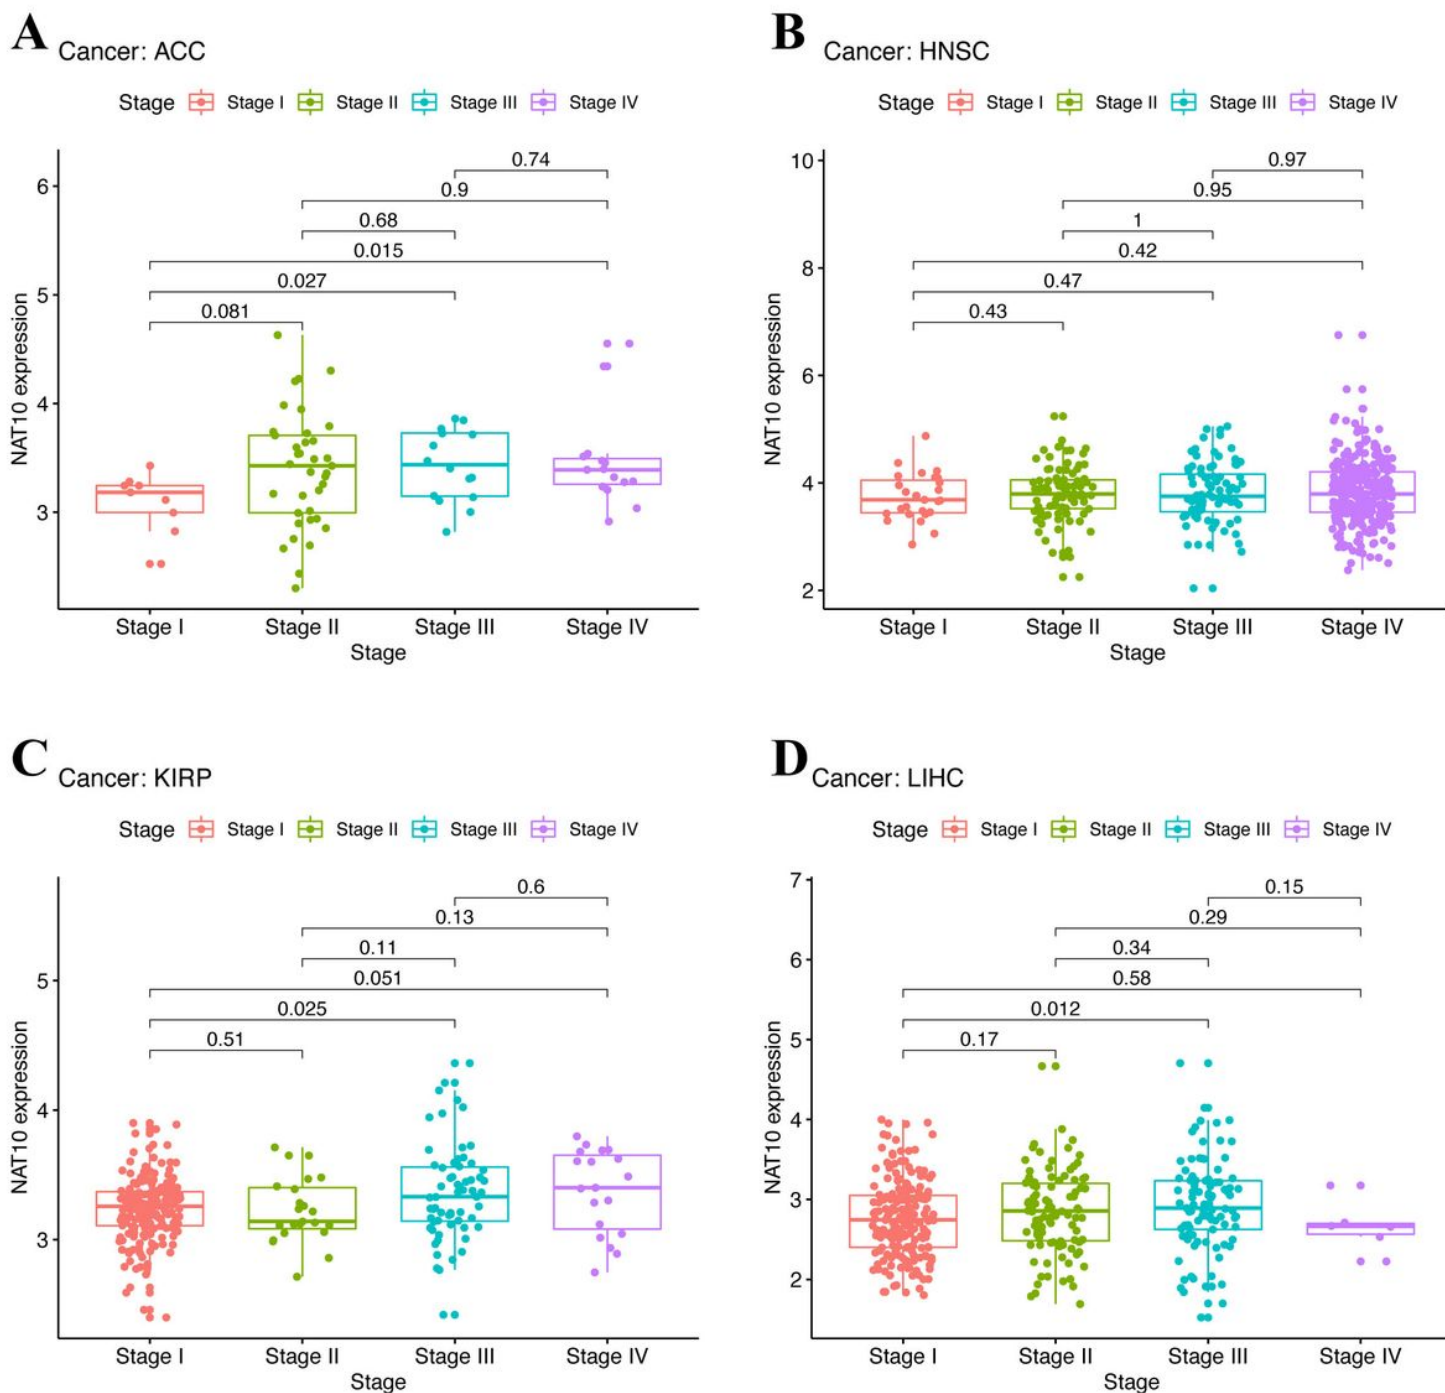 A
Cancer: ACC
Stage Stage I Stage II Stage III Stage IV
NAT10 expression
6
5
4
3
0.74
0.9
0.68
0.015
0.027
0.081
Stage I Stage II Stage III Stage IV
Stage
B
Cancer: HNSC
Stage Stage I Stage II Stage III Stage IV
NAT10 expression
10
8
6
4
2
0.97
0.95
1
0.42
0.47
0.43
Stage I Stage II Stage III Stage IV
Stage
C
Cancer: KIRP
Stage Stage I Stage II Stage III Stage IV
NAT10 expression
5
4
3
0.6
0.13
0.11
0.051
0.025
0.51
Stage I Stage II Stage III Stage IV
Stage
D
Cancer: LIHC
Stage Stage I Stage II Stage III Stage IV
NAT10 expression
7
6
5
4
3
2
0.15
0.29
0.34
0.58
0.012
0.17
Stage I Stage II Stage III Stage IV
Stage